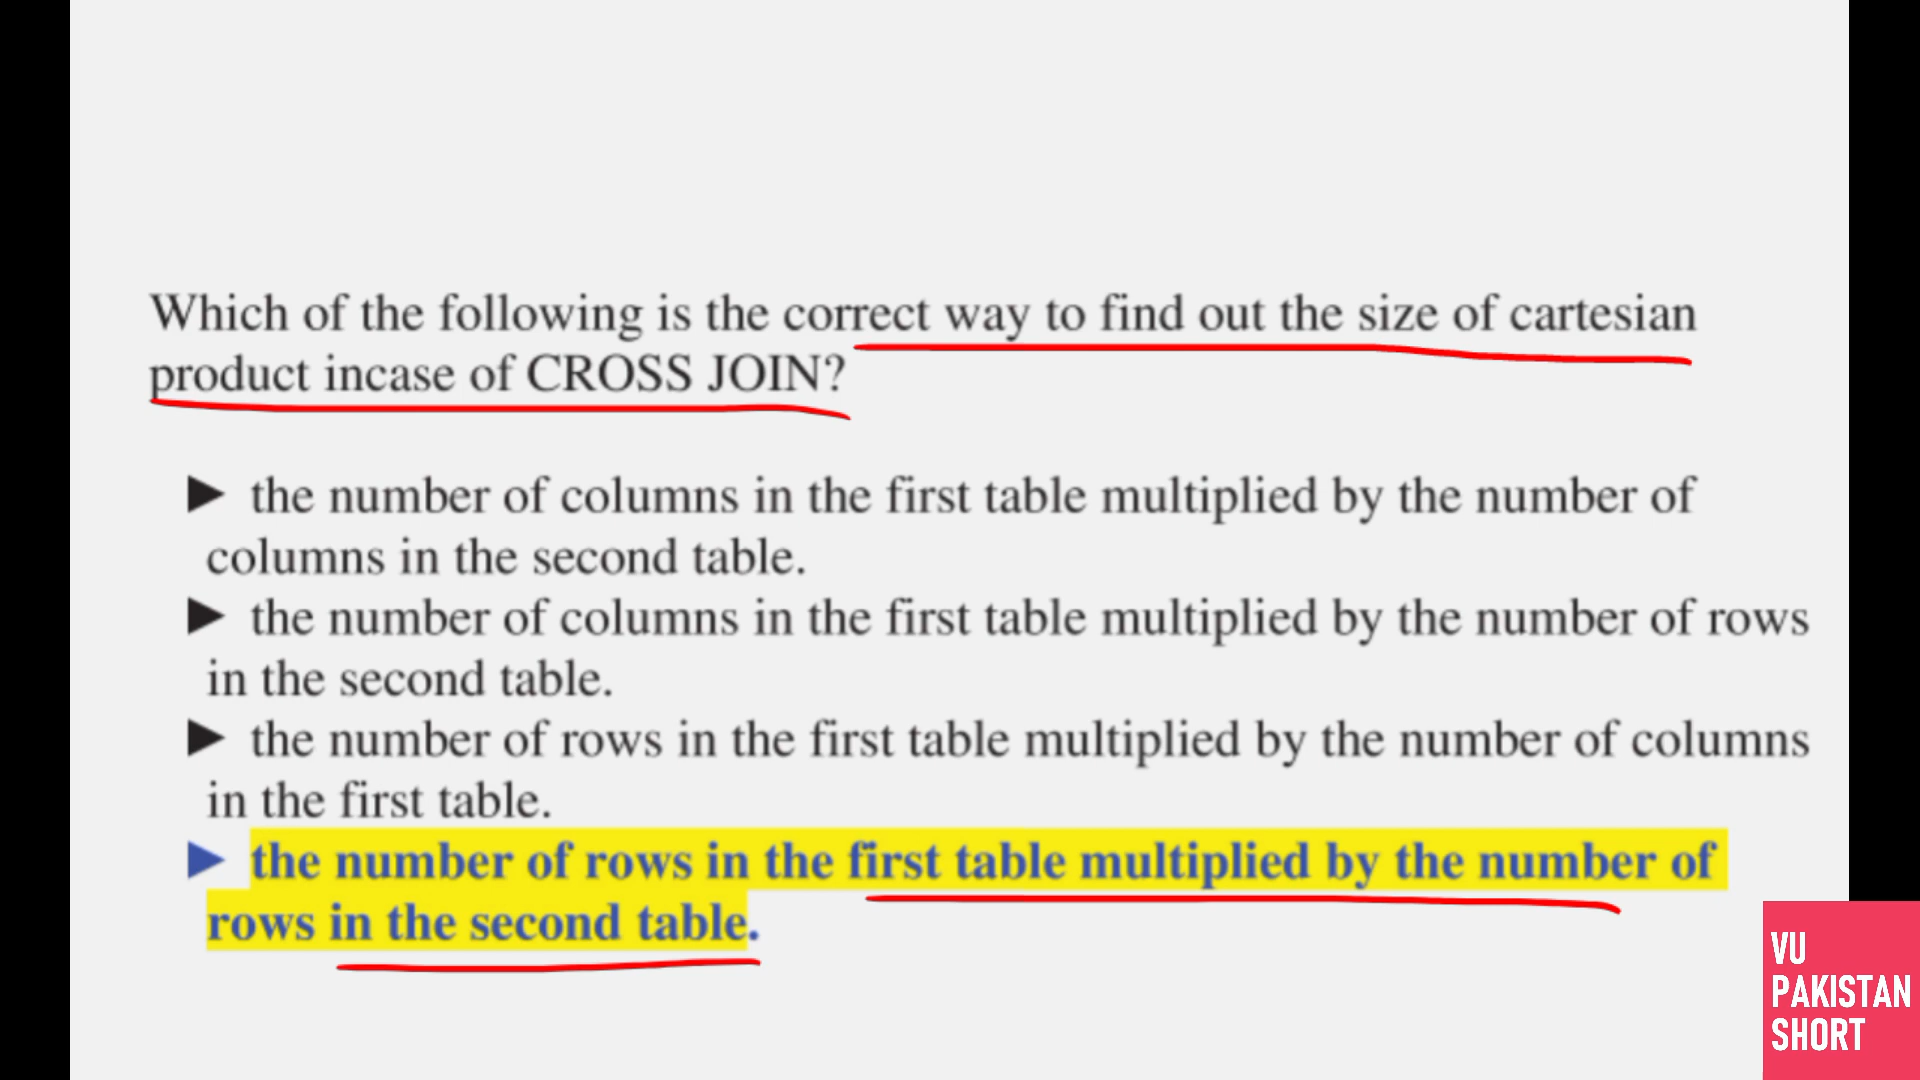 Which of the following is the correct way to find out the size of cartesian
product incase of CROSS JOIN?
► the number of columns in the first table multiplied by the number of
columns in the second table.
► the number of columns in the first table multiplied by the number of rows
in the second table.
► the number of rows in the first table multiplied by the number of columns
in the first table.
► the number of rows in the first table multiplied by the number of
rows in the second table.
VU
PAKISTAN
SHORT